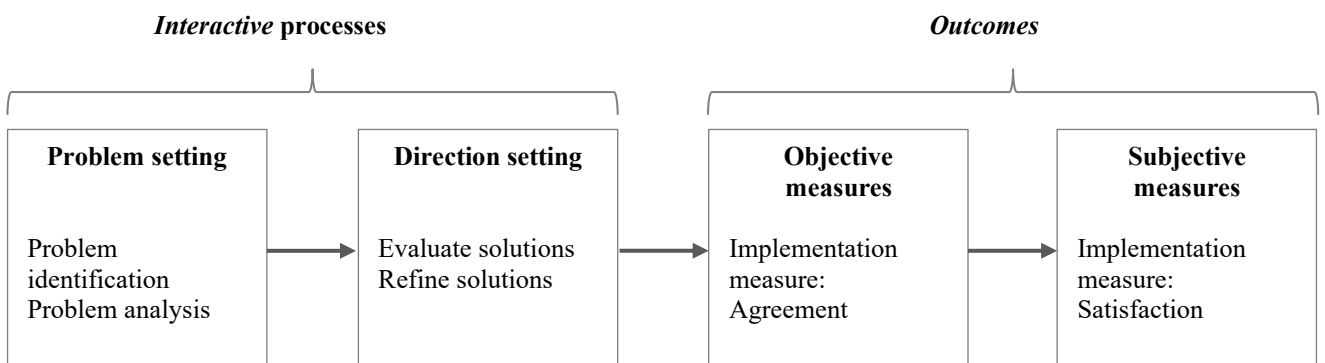 Interactive processes
Outcomes
Problem setting
Problem
identification
Problem analysis
Direction setting
Evaluate solutions
Refine solutions
Objective
measures
Implementation
measure:
Agreement
Subjective
measures
Implementation
measure:
Satisfaction